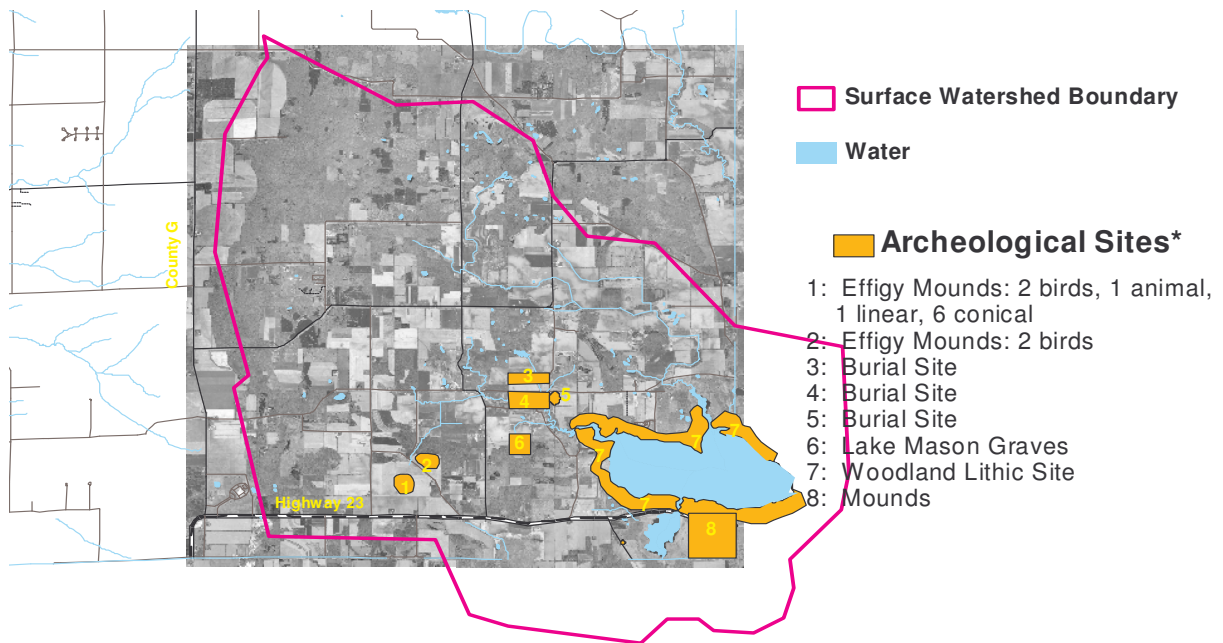 Surface Watershed Boundary
Water
Archeological Sites*
1: Effigy Mounds: 2 birds, 1 animal,
1 linear, 6 conical
2: Effigy Mounds: 2 birds
3: Burial Site
4: Burial Site
5: Burial Site
6: Lake Mason Graves
7: Woodland Lithic Site
8: Mounds
County G
Highway 23
3
4
5
6
7
7
7
7
2
1
8